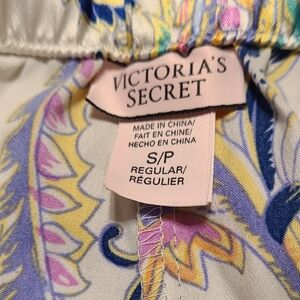 VICTORIA'S
SECRET
MADE IN CHINA/
FAIT EN CHINE/
HECHO EN CHINA
S/P
REGULAR/
RÉGULIER